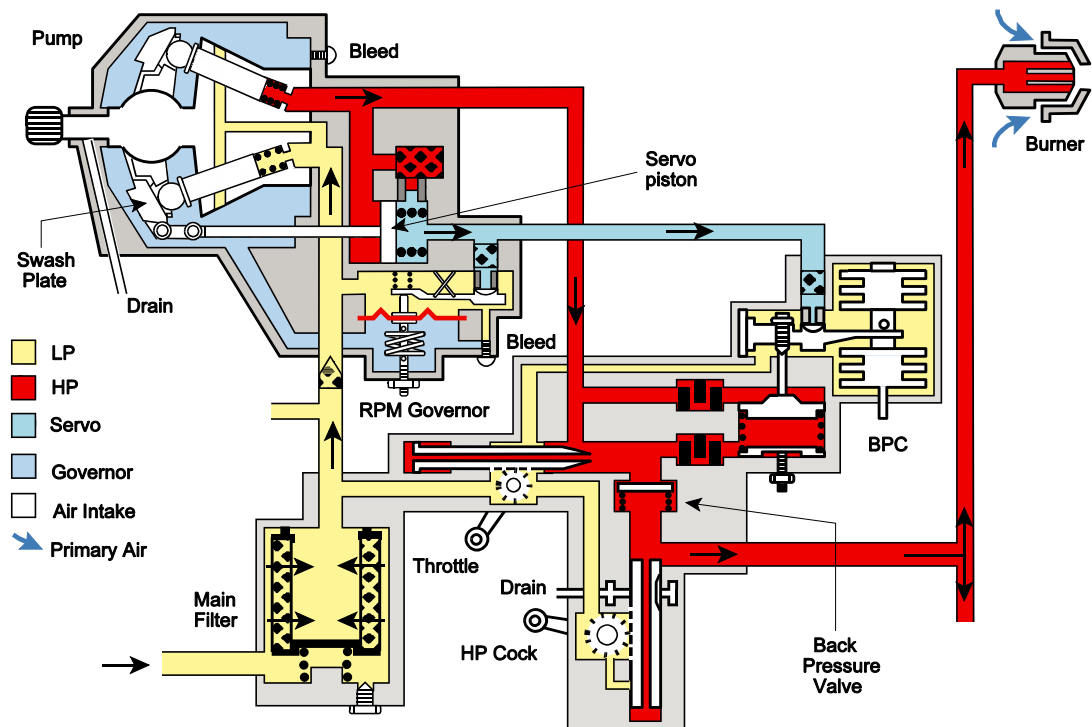 Pump
Bleed
Servo
piston
Burner
Swash
Plate
Drain
LP
HP
Servo
Governor
Air Intake
Primary Air
Bleed
RPM Governor
BPC
Throttle
Main
Filter
Drain
HP Cock
Back
Pressure
Valve